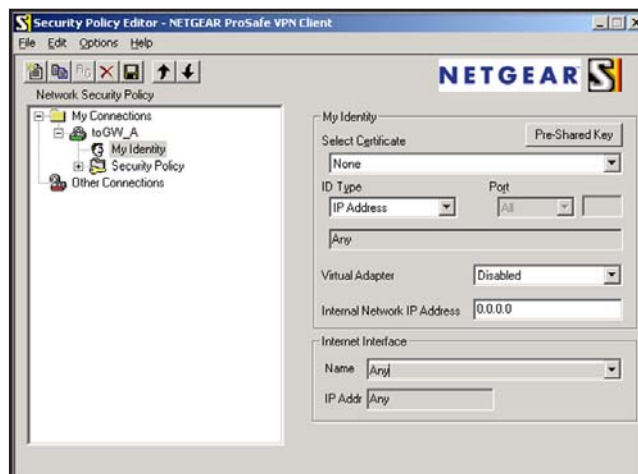 Security Policy Editor - NETGEAR ProSafe VPN Client
File Edit Options Help
Network Security Policy
NETGEAR
My Connections
toGW_A
My Identity
Security Policy
Other Connections
My Identity
Select Certificate
Pre-Shared Key
None
ID Type
Port
IP Address
All
Any
Virtual Adapter
Disabled
Internal Network IP Address
0.0.0.0
Internet Interface
Name
Any
IP Addr
Any